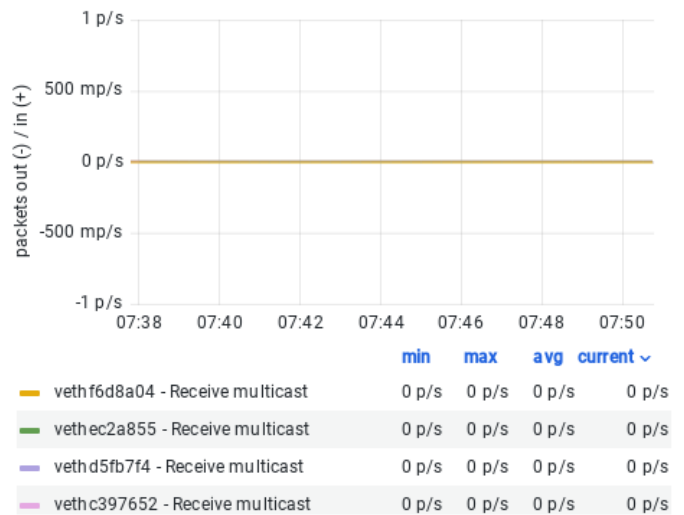 1 p/s
500 mp/s
0 p/s
-500 mp/s
-1 p/s
packets out (-) / in (+)
07:38 07:40 07:42 07:44 07:46 07:48 07:50
min max avg current
vethf6d8a04 - Receive multicast 0 p/s 0 p/s 0 p/s 0 p/s
vethec2a855 - Receive multicast 0 p/s 0 p/s 0 p/s 0 p/s
vethd5fb7f4 - Receive multicast 0 p/s 0 p/s 0 p/s 0 p/s
vethc397652 - Receive multicast 0 p/s 0 p/s 0 p/s 0 p/s